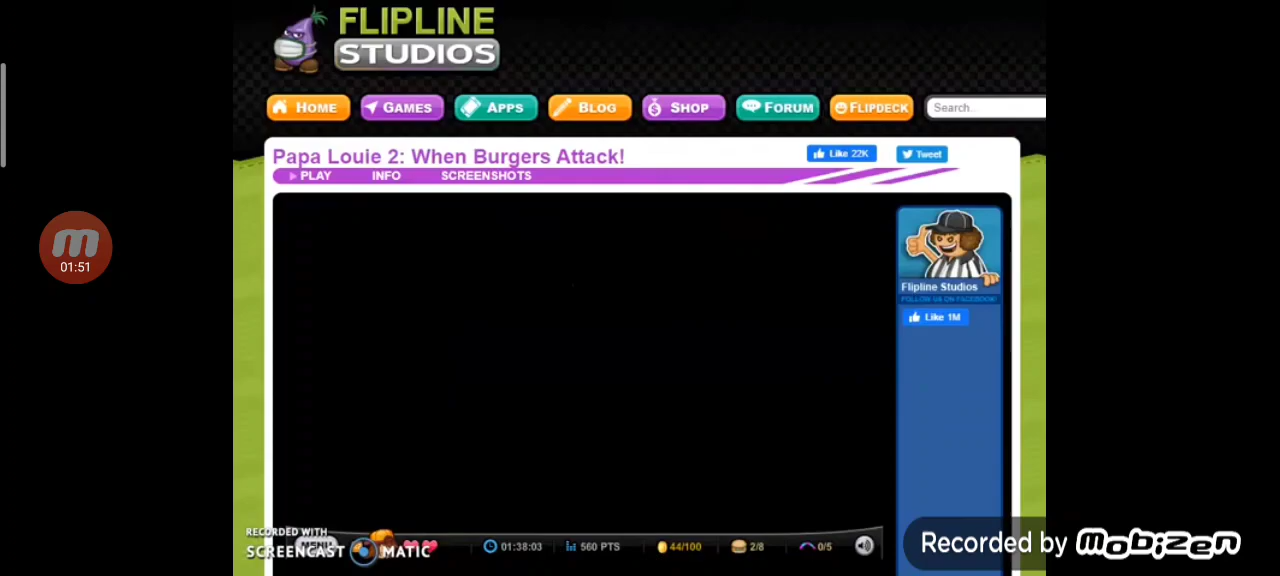 FLIPLINE
STUDIOS
HOME GAMES APPS BLOG SHOP FORUM FLIPDECK Search..
Papa Louie 2: When Burgers Attack! Like 22K Tweet
PLAY INFO SCREENSHOTS
01:51
Flipline Studios
FOLLOW US ON FACEBOOK!
Like 1M
RECORDED WITH
SCREENCAST MATIC
MENU 01:38:03 560 PTS 44/100 2/8 0/5
Recorded by mobizen